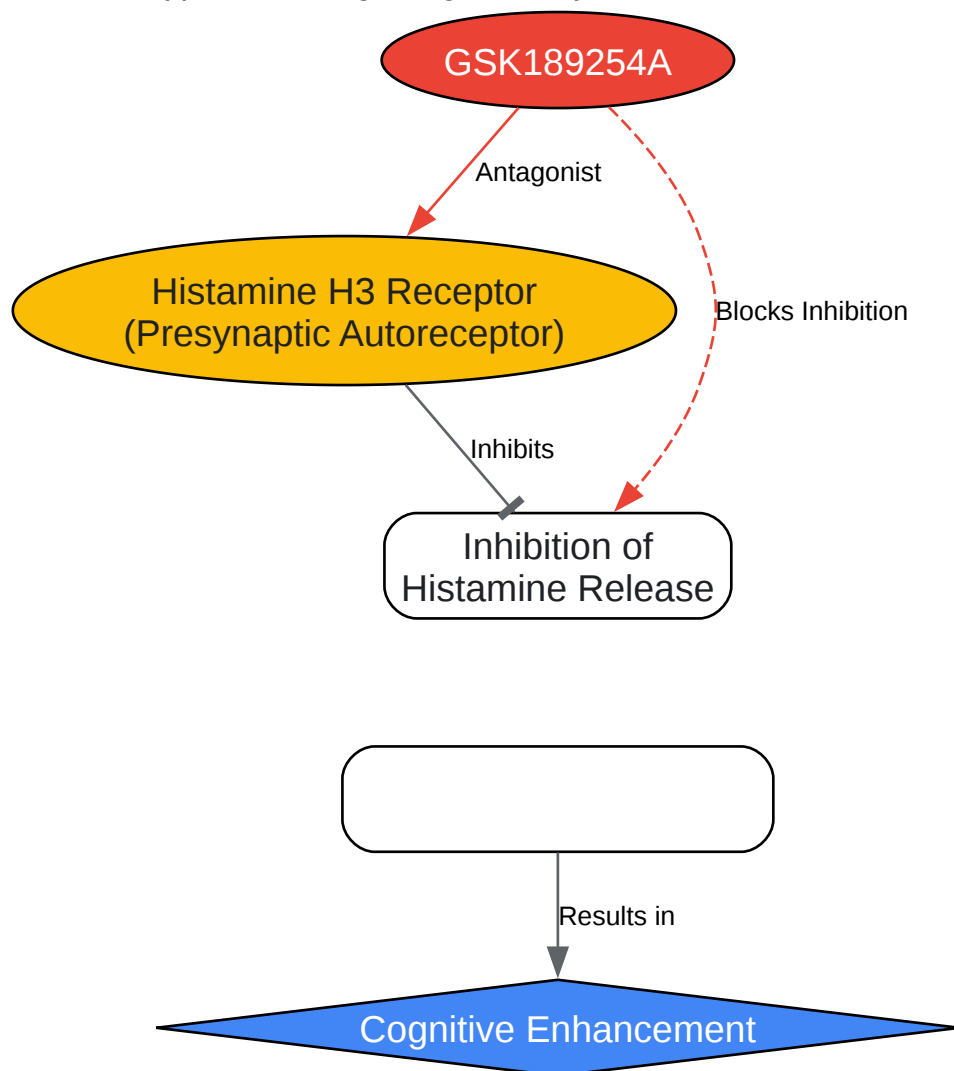 GSK189254A
Antagonist
Histamine H3 Receptor
(Presynaptic Autoreceptor)
Blocks Inhibition
Inhibits
Inhibition of
Histamine Release
Results in
Cognitive Enhancement